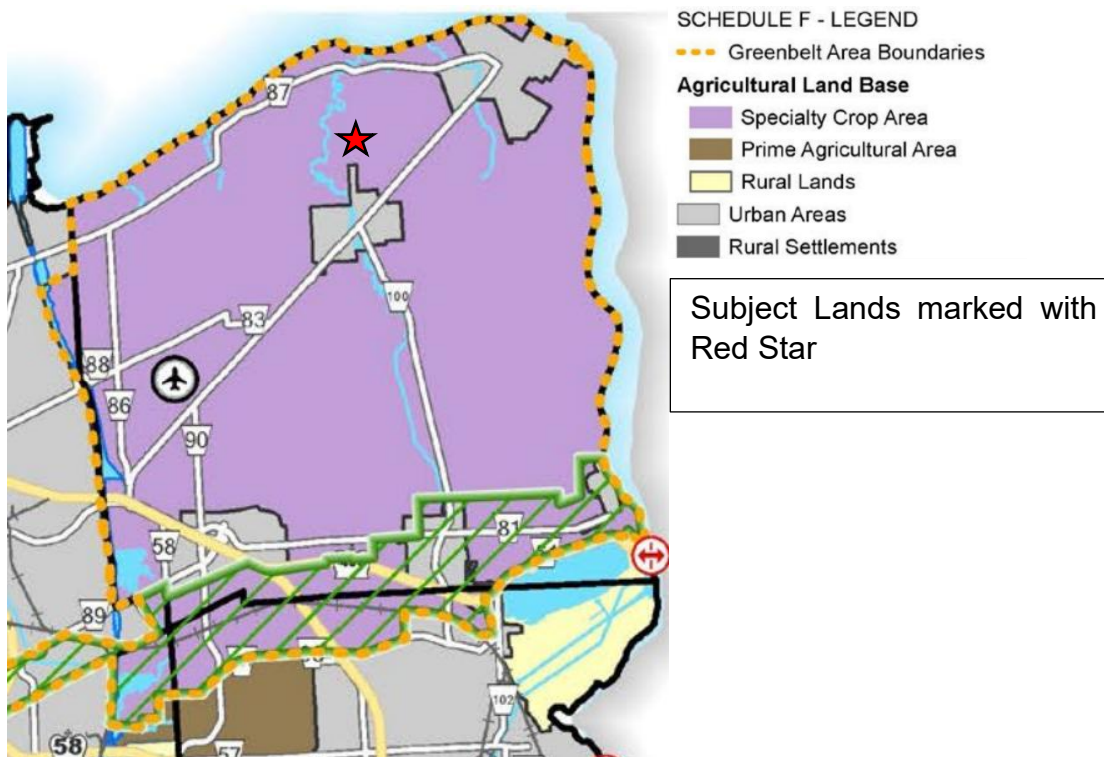 SCHEDULE F - LEGEND
Greenbelt Area Boundaries
Agricultural Land Base
Specialty Crop Area
Prime Agricultural Area
Rural Lands
Urban Areas
Rural Settlements
Subject Lands marked with
Red Star
87
100
83
88
86
90
81
58
89
102
58
57